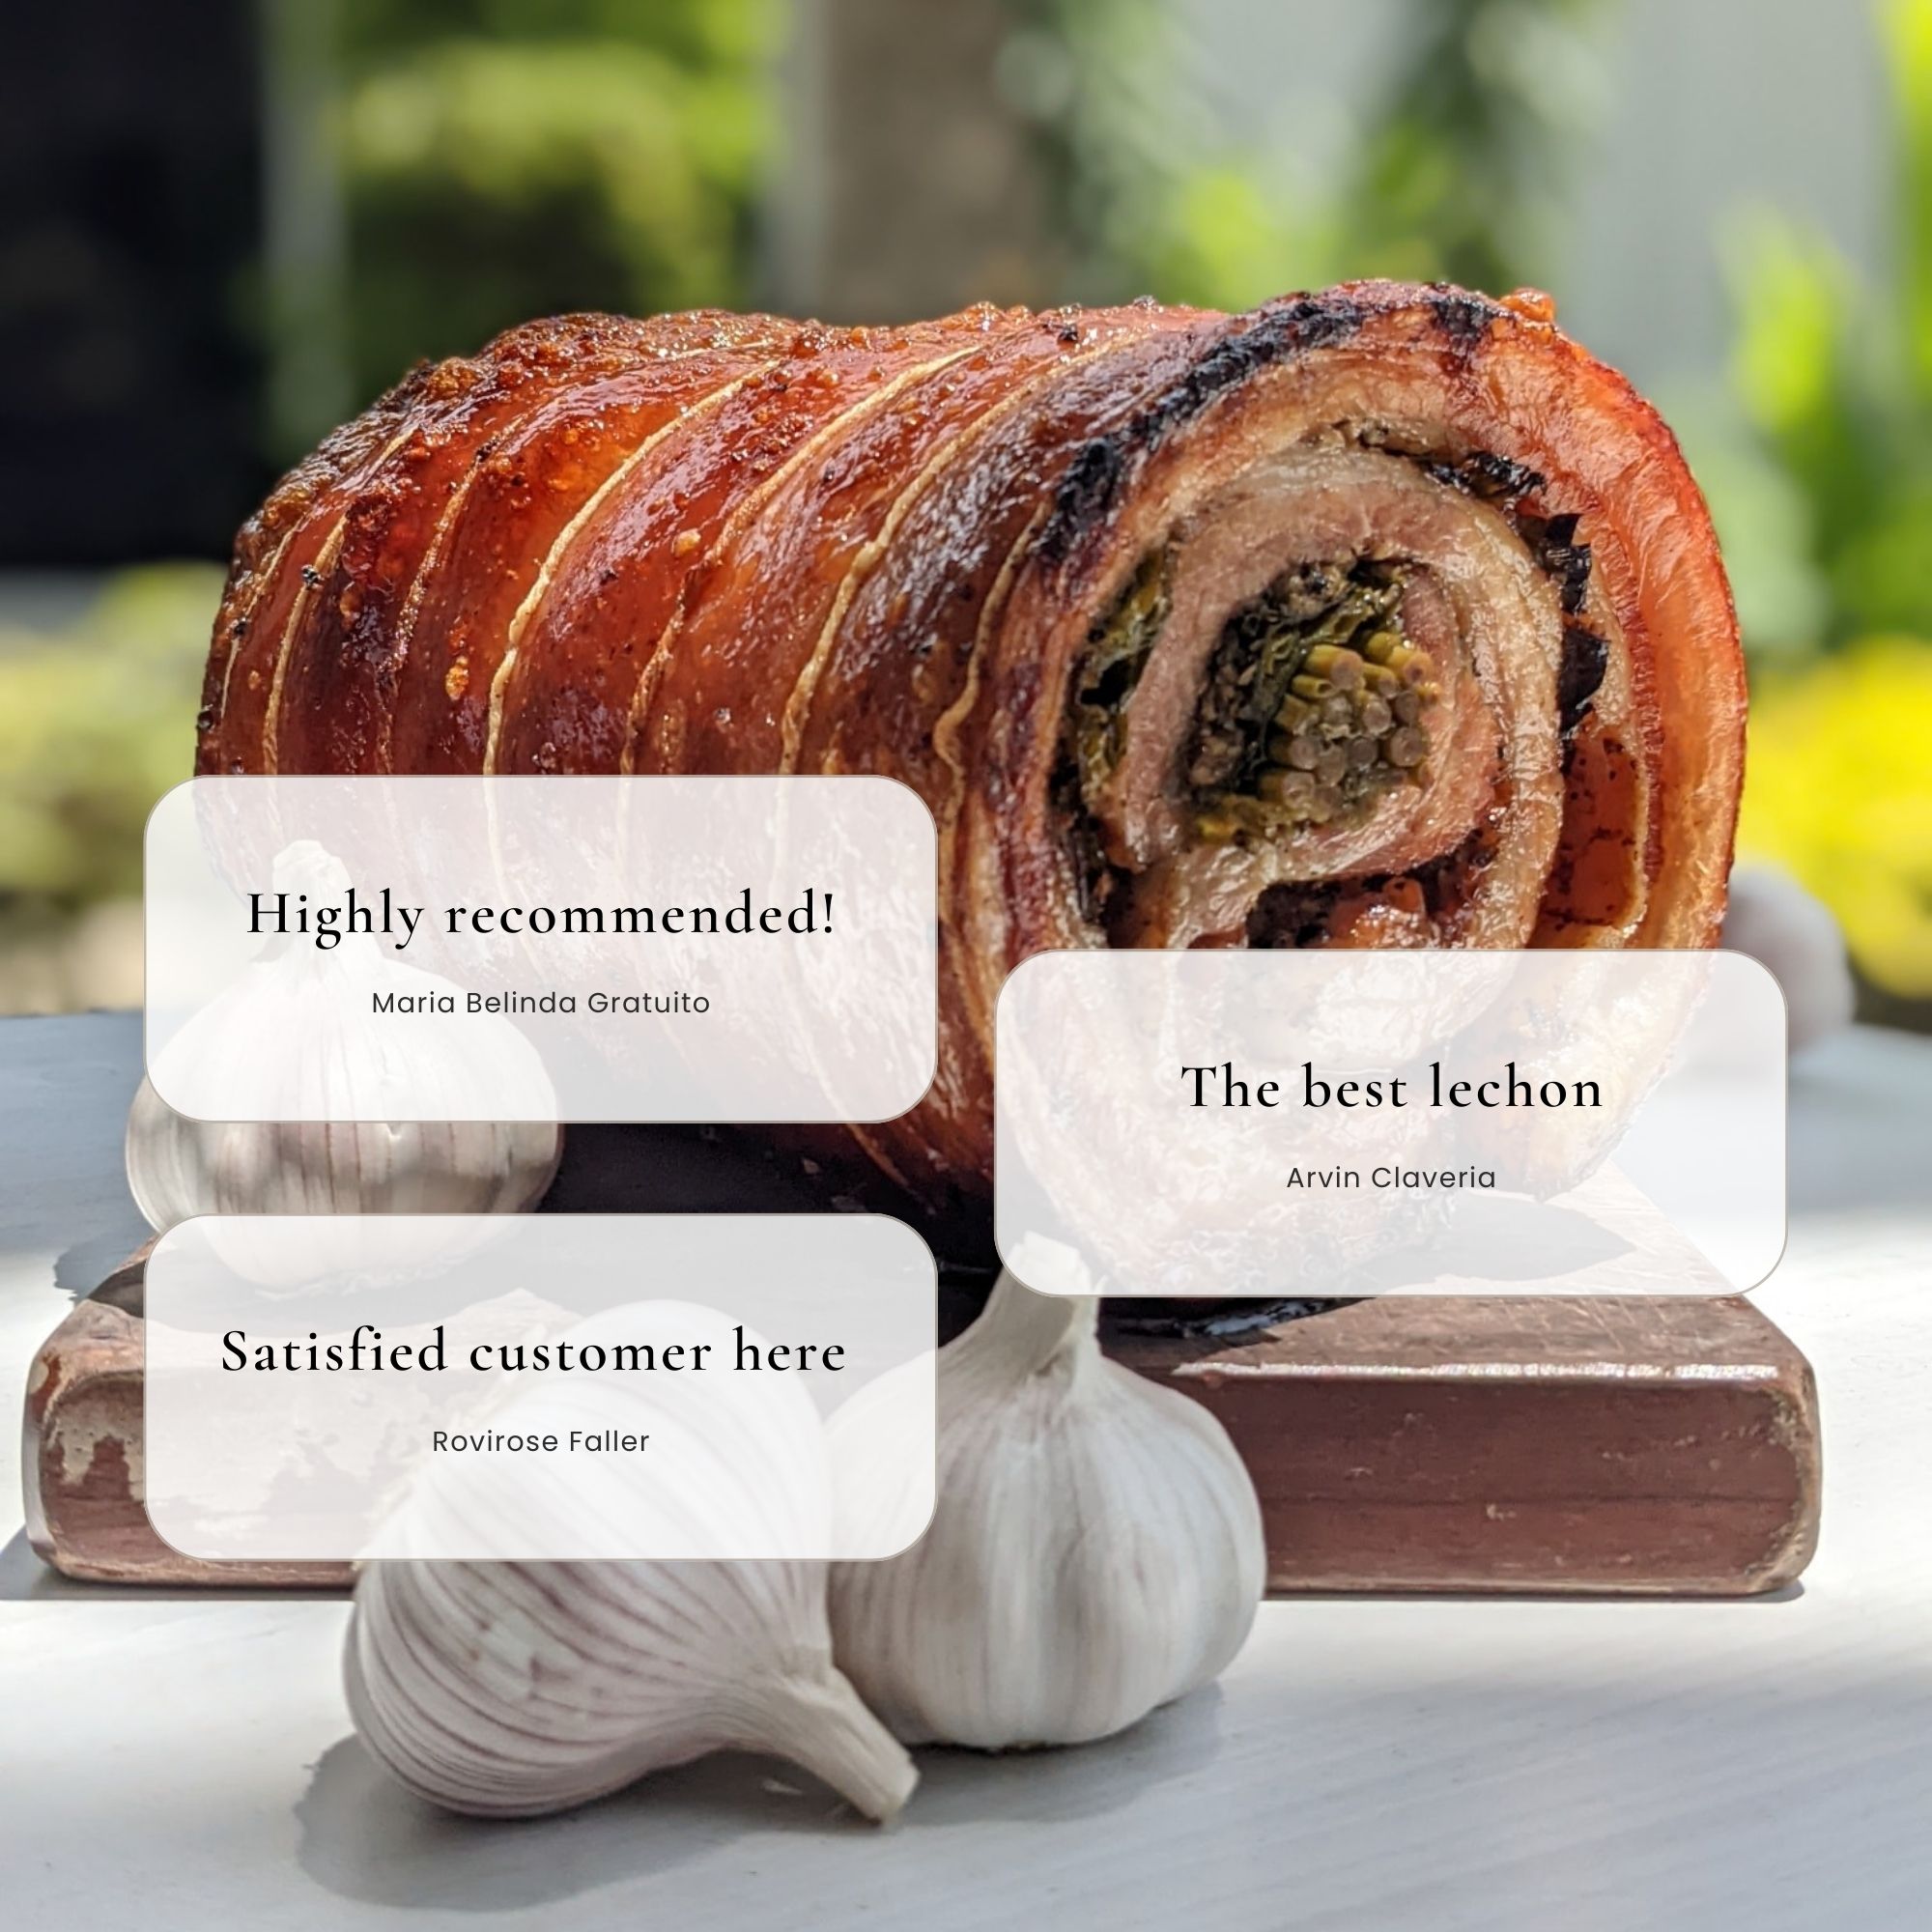 Highly recommended!
Maria Belinda Gratuito
The best lechon
Arvin Claveria
Satisfied customer here
Rovirose Faller